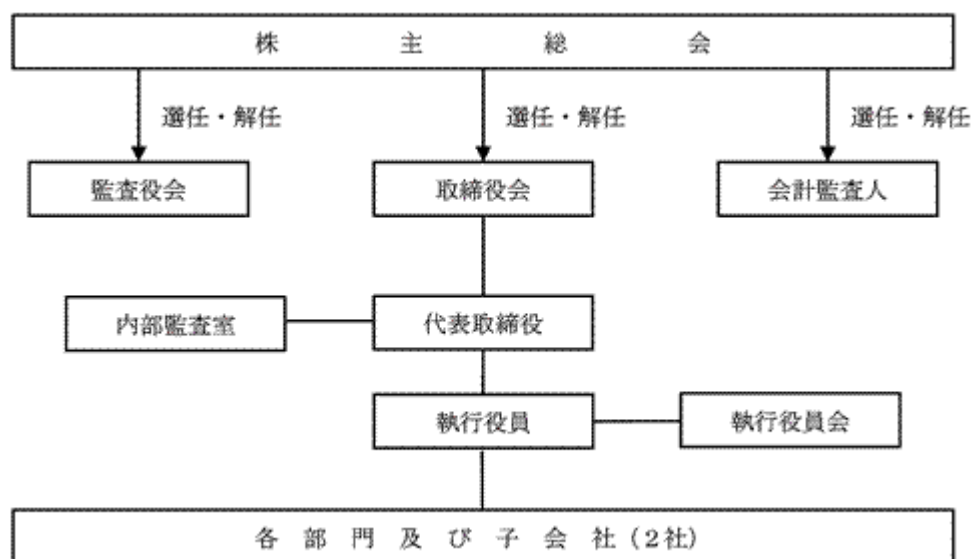 株主総会
選任・解任 選任・解任 選任・解任
監査役会 取締役会 会計監査人
内部監査室 代表取締役
執行役員 執行役員会
各部門及び子会社(2社)